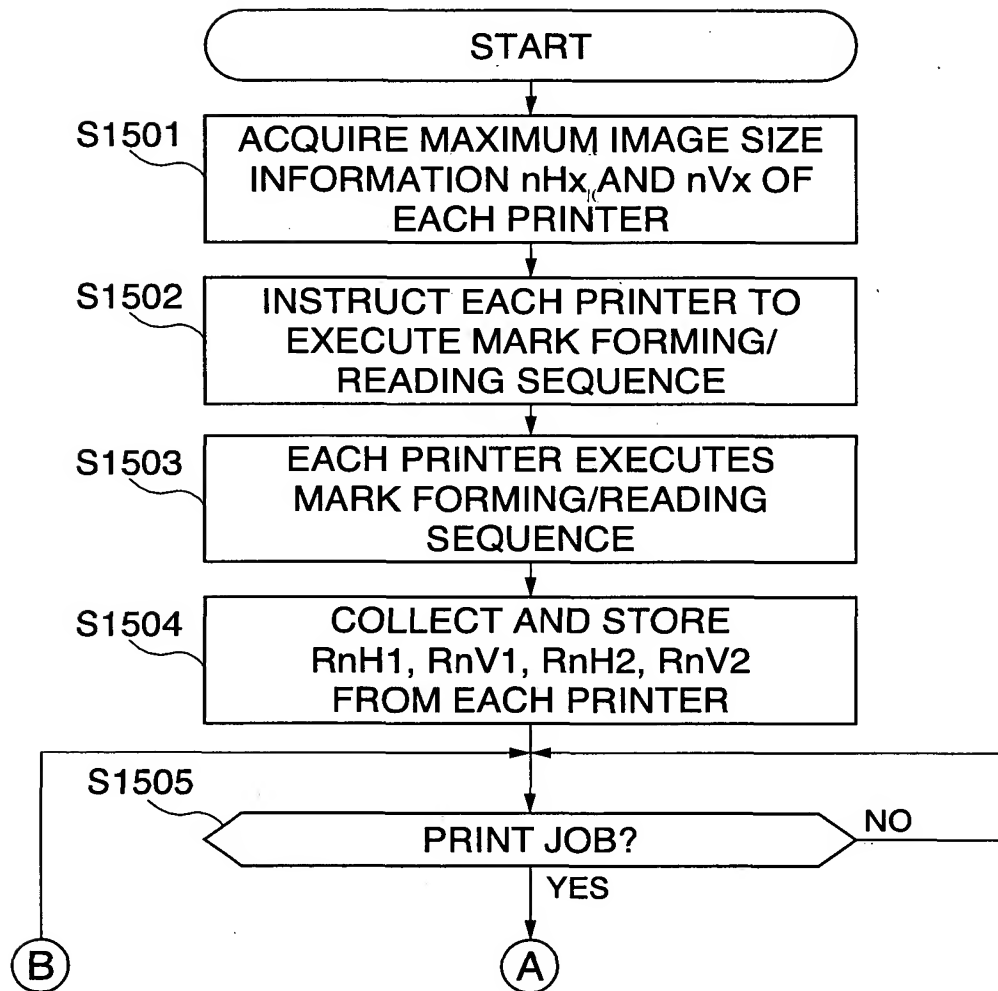 START
S1501
ACQUIRE MAXIMUM IMAGE SIZE
INFORMATION nHx AND nVx OF
EACH PRINTER
S1502
INSTRUCT EACH PRINTER TO
EXECUTE MARK FORMING/
READING SEQUENCE
S1503
EACH PRINTER EXECUTES
MARK FORMING/READING
SEQUENCE
S1504
COLLECT AND STORE
RnH1, RnV1, RnH2, RnV2
FROM EACH PRINTER
S1505
PRINT JOB?
NO
YES
B
A